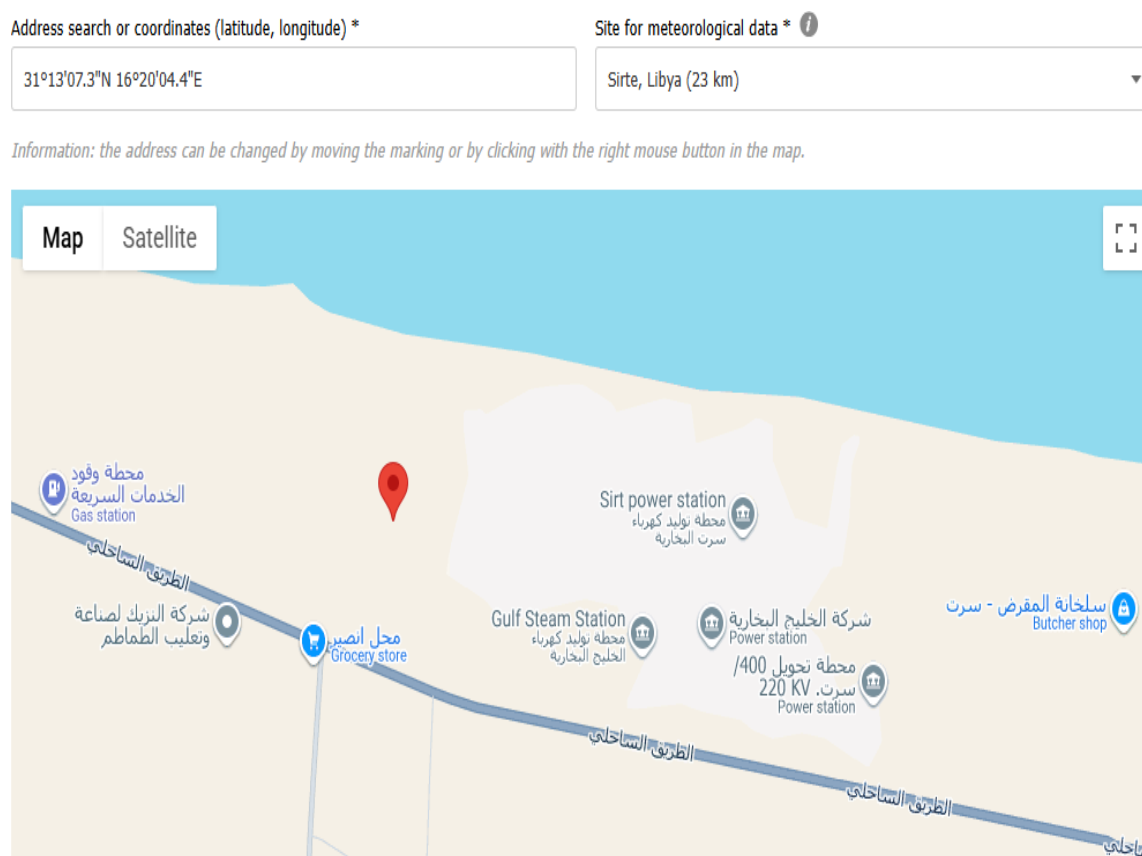 Address search or coordinates (latitude, longitude) *
Site for meteorological data *
31°13'07.3"N 16°20'04.4"E
Sirte, Libya (23 km)
Information: the address can be changed by moving the marking or by clicking with the right mouse button in the map.
Map
Satellite
محطة وقود
الخدمات السريعة
Gas station
الطريق الساحلي
Sirt power station
محطة توليد كهرباء
سرت البخارية
شركة النزيك لصناعة
وتعليب الطماطم
محل انصير
Grocery store
Gulf Steam Station
محطة توليد كهرباء
الخليج البخارية
شركة الخليج البخارية
Power station
محطة تحويل 400/
220 KV .سرت
Power station
سلخانة المقرض - سرت
Butcher shop
الطريق الساحلي
الطريق الساحلي
ساحلي